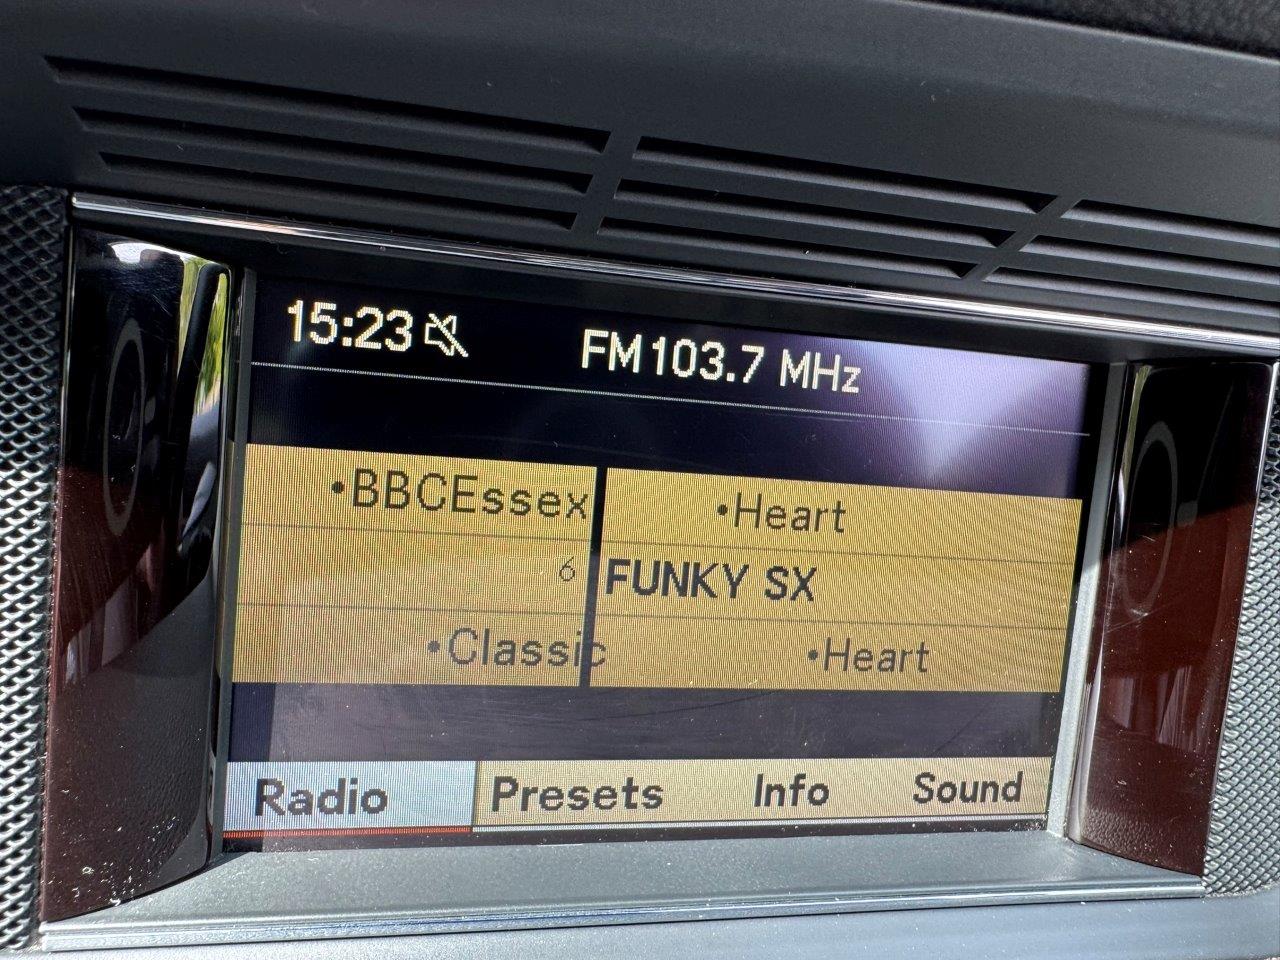 15:23 FM 103.7 MHz
•BBCEssex •Heart
6 FUNKY SX
•Classic •Heart
Radio Presets Info Sound